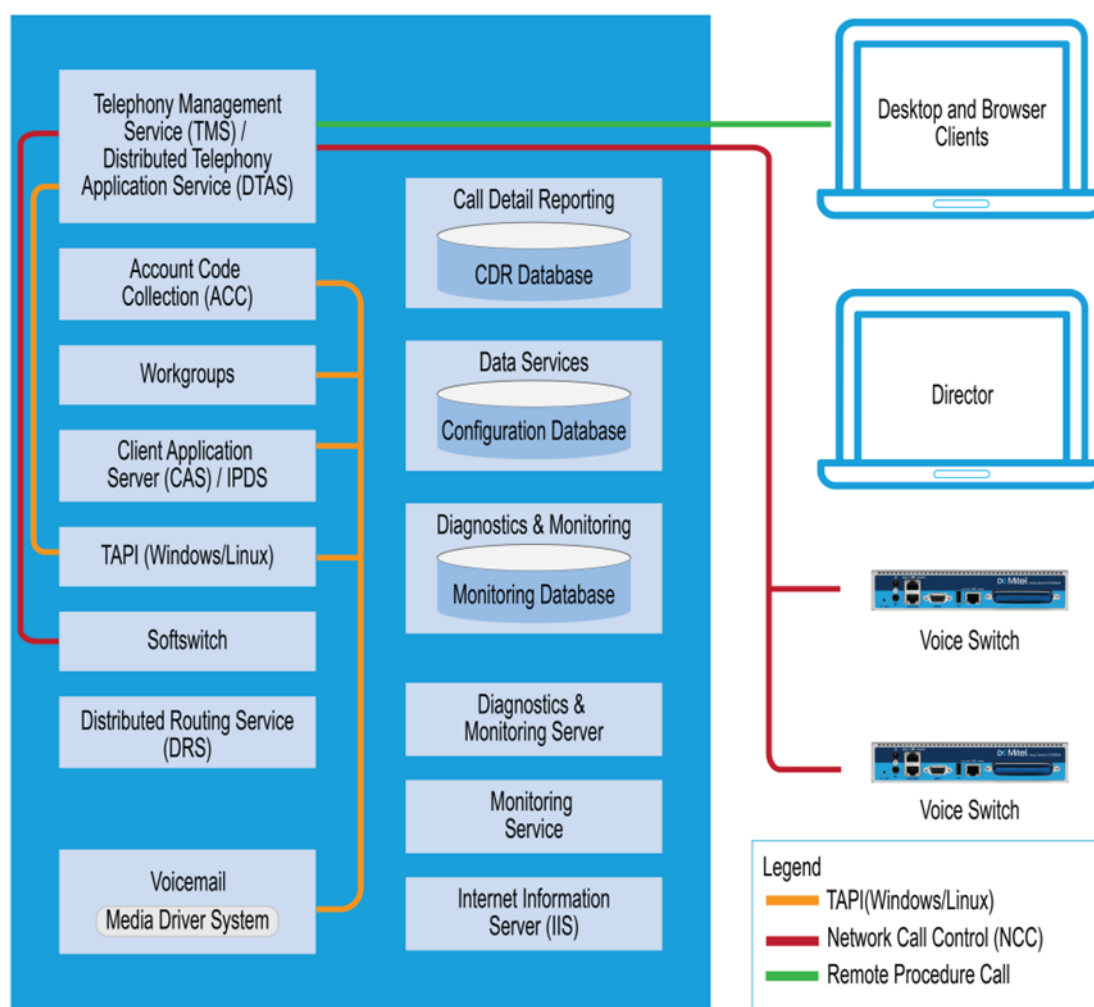 Telephony Management
Service (TMS) /
Distributed Telephony
Application Service (DTAS)
Account Code
Collection (ACC)
Workgroups
Client Application
Server (CAS) / IPDS
TAPI (Windows/Linux)
Softswitch
Distributed Routing Service
(DRS)
Voicemail
Media Driver System
Call Detail Reporting
CDR Database
Data Services
Configuration Database
Diagnostics & Monitoring
Monitoring Database
Diagnostics &
Monitoring Server
Monitoring
Service
Internet Information
Server (IIS)
Desktop and Browser
Clients
Director
Mitel
Voice Switch
Mitel
Voice Switch
Legend
TAPI(Windows/Linux)
Network Call Control (NCC)
Remote Procedure Call